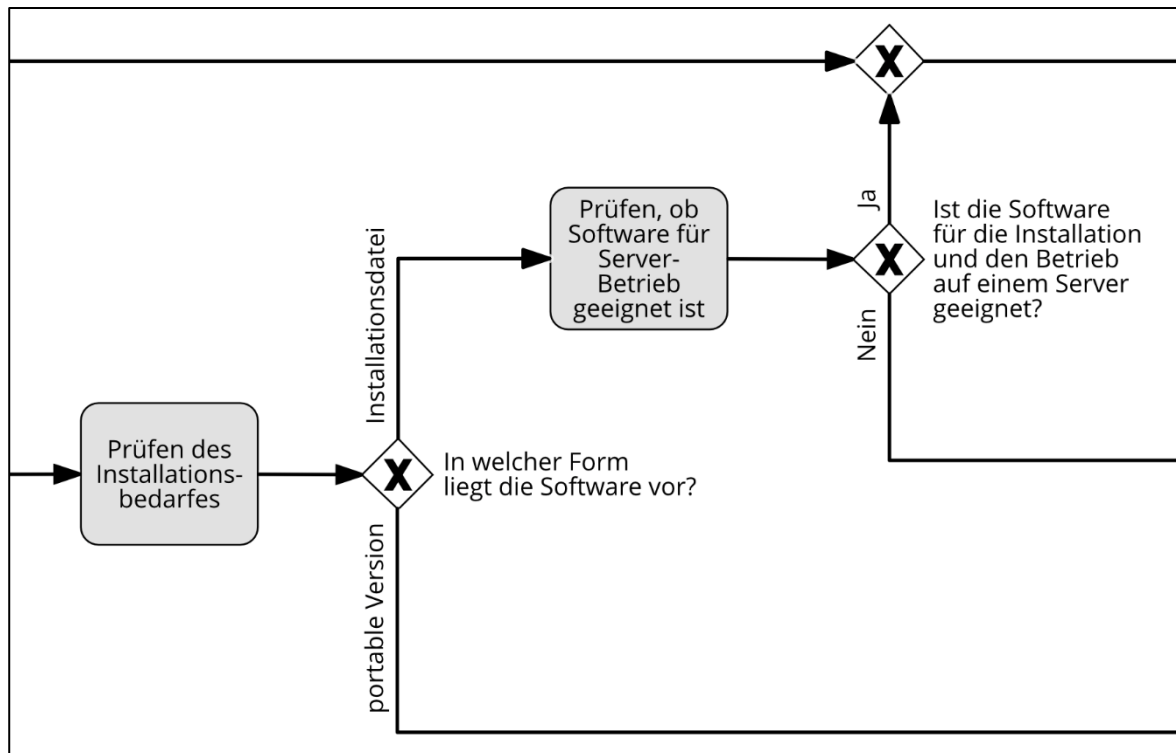 Prüfen des
Installations-
bedarfes
Installationsdatei
In welcher Form
liegt die Software vor?
portable Version
Prüfen, ob
Software für
Server-
Betrieb
geeignet ist
Ja
Nein
Ist die Software
für die Installation
und den Betrieb
auf einem Server
geeignet?